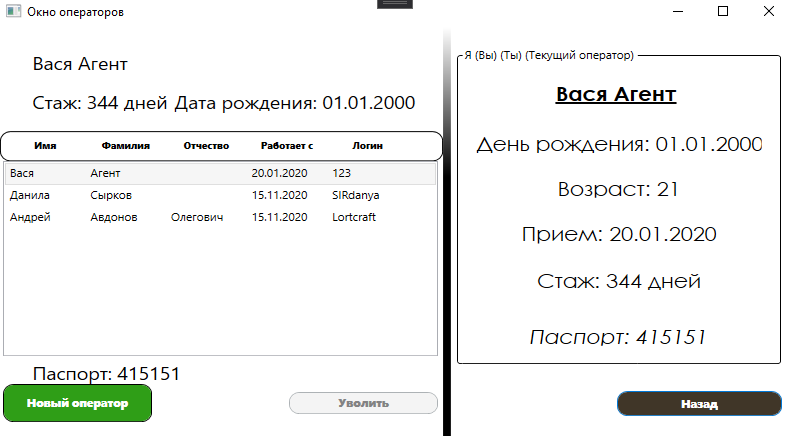 Окно операторов
Вася Агент
Стаж: 344 дней Дата рождения: 01.01.2000
Имя Фамилия Отчество Работает с Логин
Вася Агент 20.01.2020 123
Данила Сырков 15.11.2020 SIRdanya
Андрей Авдонов Олегович 15.11.2020 Lortcraft
Паспорт: 415151
Новый оператор Уволить
Я (Вы) (Ты) (Текущий оператор)
Вася Агент
День рождения: 01.01.2000
Возраст: 21
Прием: 20.01.2020
Стаж: 344 дней
Паспорт: 415151
Назад